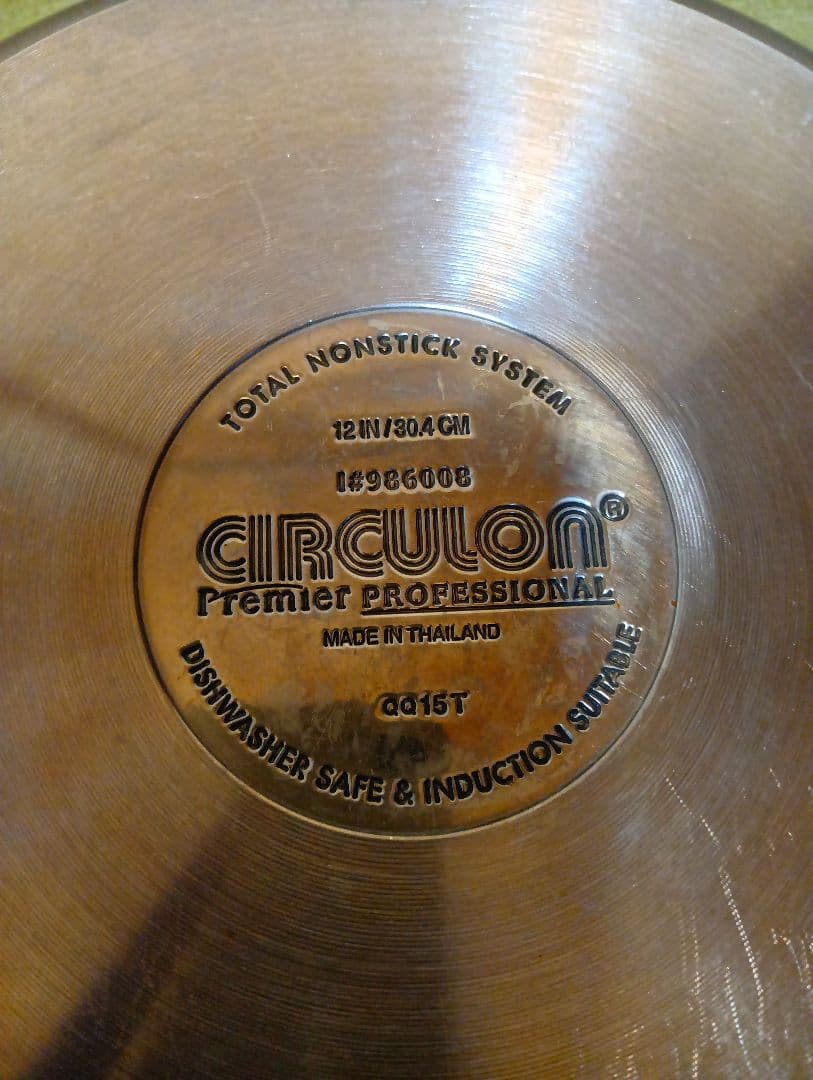 TOTAL NONSTICK SYSTEM
12 IN / 30.4 CM
I#986008
CIRCULON®
Premier PROFESSIONAL
MADE IN THAILAND
QQ15T
DISHWASHER SAFE & INDUCTION SUITABLE